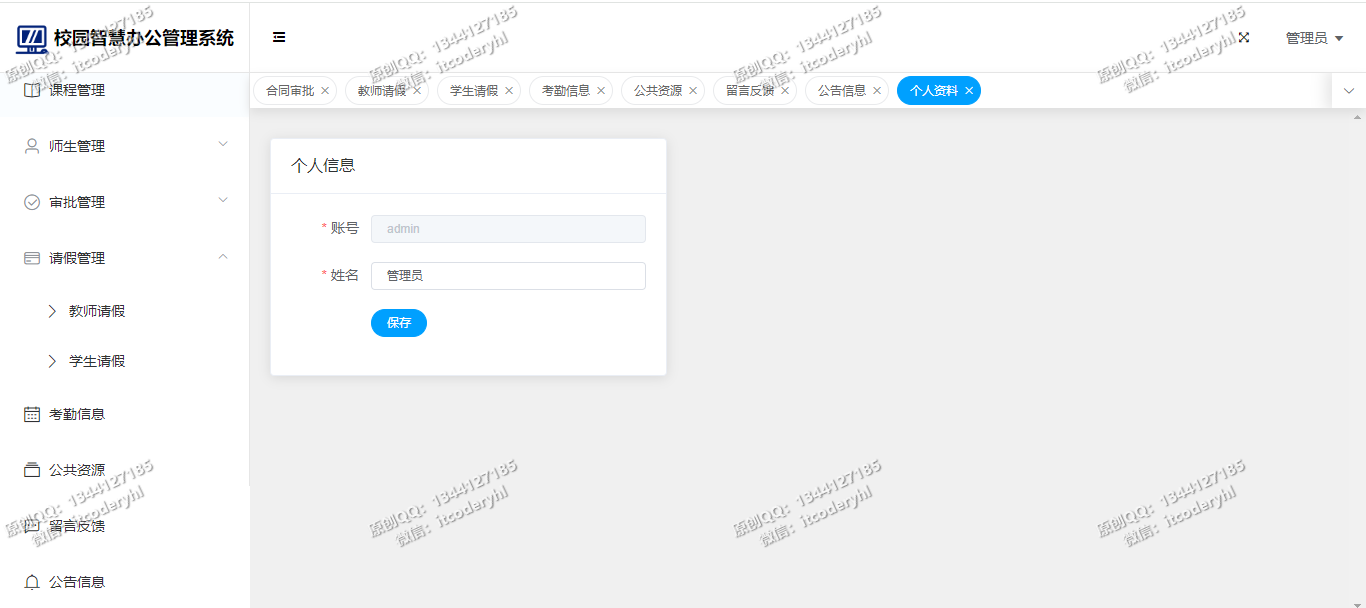 校园智慧办公管理系统
管理员
课程管理
师生管理
审批管理
请假管理
教师请假
学生请假
考勤信息
公共资源
留言反馈
公告信息
合同审批 教师请假 学生请假 考勤信息 公共资源 留言反馈 公告信息 个人资料
个人信息
* 账号 admin
* 姓名 管理员
保存
原创QQ：1344127185
微信：itcoderyhl
原创QQ：1344127185
微信：itcoderyhl
原创QQ：1344127185
微信：itcoderyhl
原创QQ：1344127185
微信：itcoderyhl
原创QQ：1344127185
微信：itcoderyhl
原创QQ：1344127185
微信：itcoderyhl
原创QQ：1344127185
微信：itcoderyhl
原创QQ：1344127185
微信：itcoderyhl